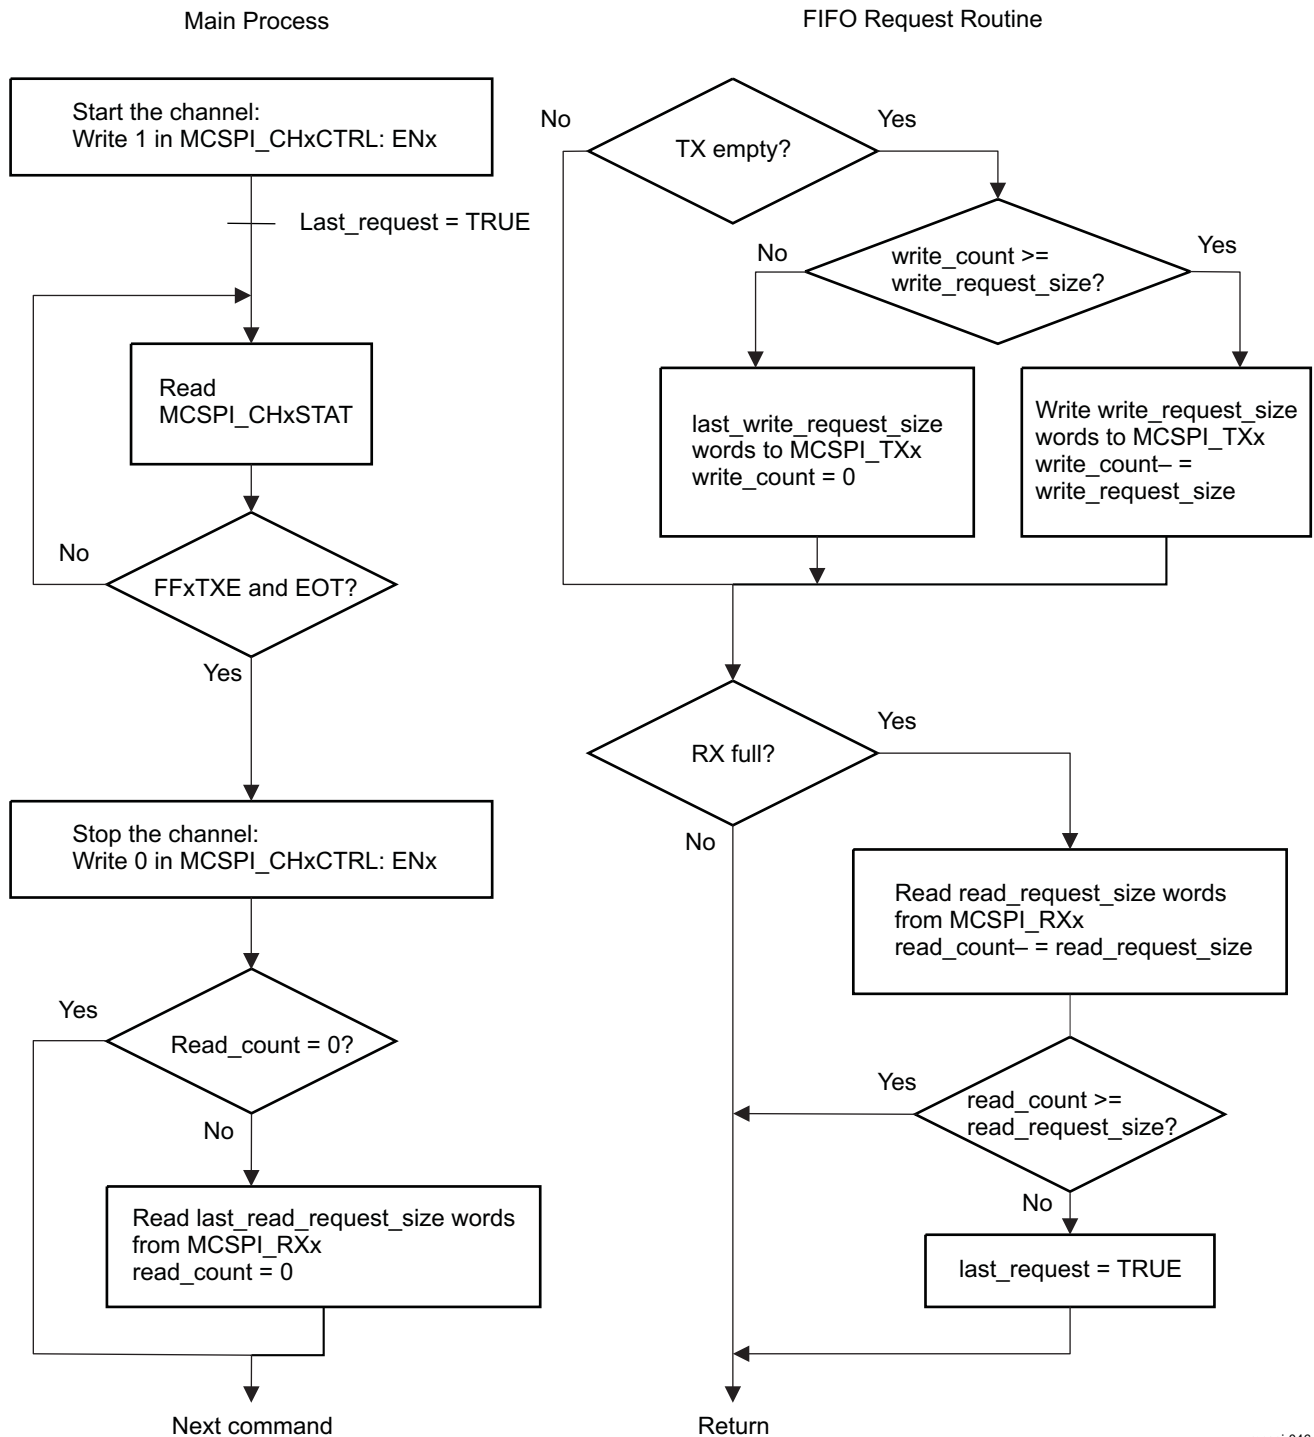 Main Process
Start the channel:
Write 1 in MCSPI_CHxCTRL: ENx
Last_request = TRUE
Read
MCSPI_CHxSTAT
FFxTXE and EOT?
No
Yes
Stop the channel:
Write 0 in MCSPI_CHxCTRL: ENx
Read_count = 0?
Yes
No
Read last_read_request_size words
from MCSPI_RXx
read_count = 0
Next command
FIFO Request Routine
TX empty?
No
Yes
write_count >=
write_request_size?
No
Yes
last_write_request_size
words to MCSPI_TXx
write_count = 0
Write write_request_size
words to MCSPI_TXx
write_count– =
write_request_size
RX full?
Yes
No
Read read_request_size words
from MCSPI_RXx
read_count– = read_request_size
read_count >=
read_request_size?
Yes
No
last_request = TRUE
Return